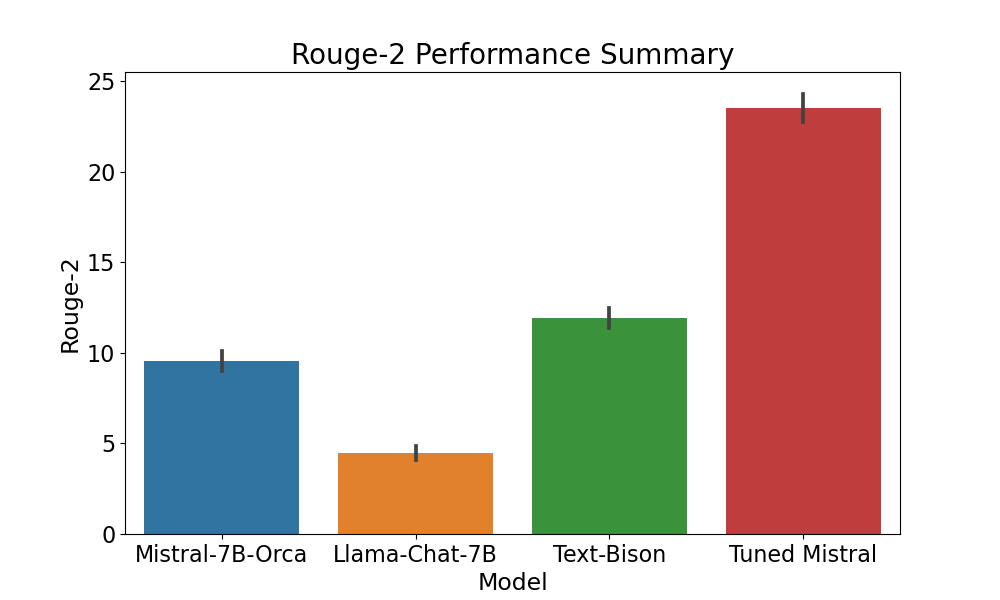 Rouge-2 Performance Summary
25
20
15
10
5
0
Rouge-2
Mistral-7B-Orca Llama-Chat-7B Text-Bison Tuned Mistral
Model